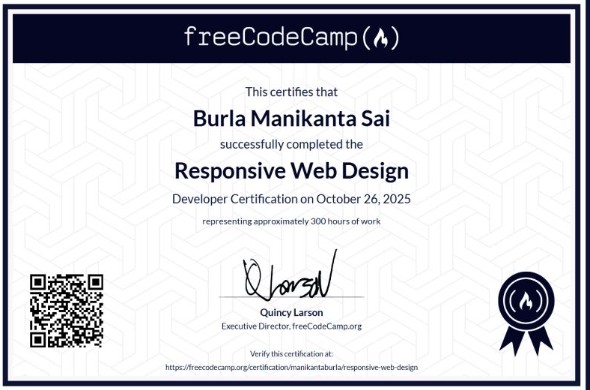 freeCodeCamp
This certifies that
Burla Manikanta Sai
successfully completed the
Responsive Web Design
Developer Certification on October 26, 2025
representing approximately 300 hours of work
Q Larson
Quincy Larson
Executive Director, freeCodeCamp.org
Verify this certification at:
https://freecodecamp.org/certification/manikantaburla/responsive-web-design